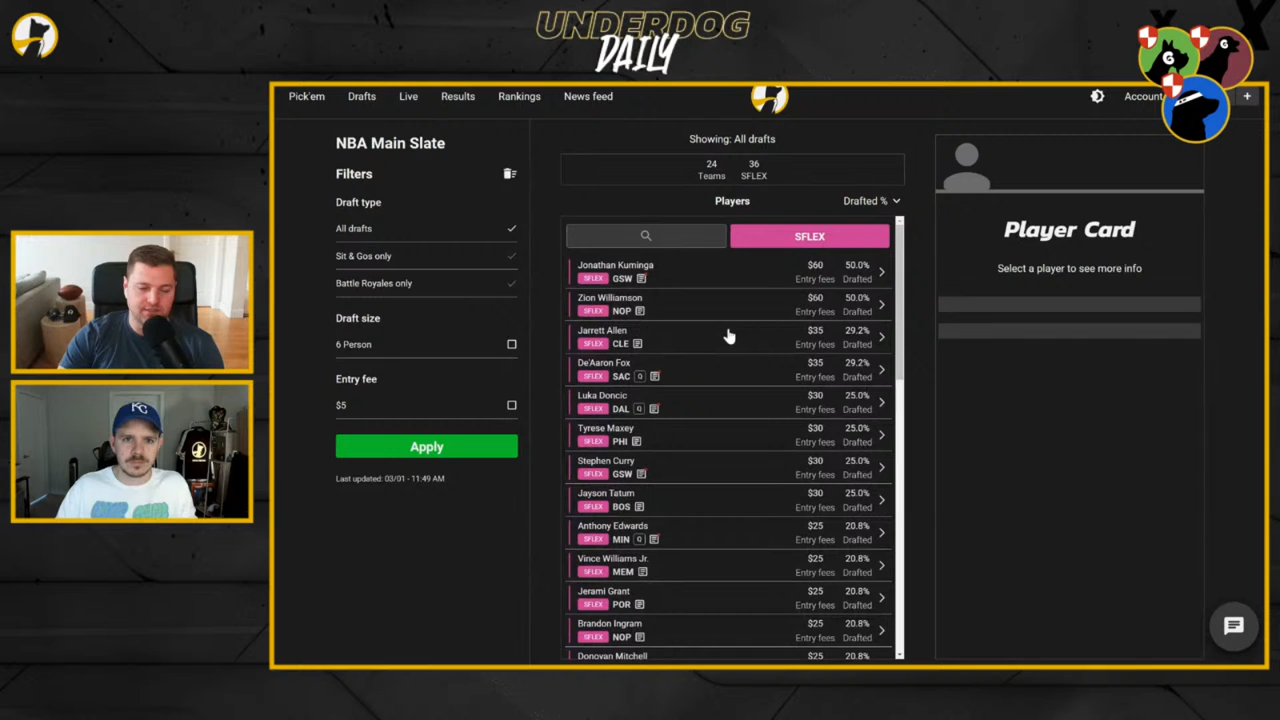 UNDERDOG
DAILY
Pick'em Drafts Live Results Rankings News feed Account +
NBA Main Slate
Filters
Draft type
All drafts
Sit & Gos only
Battle Royales only
Draft size
6 Person
Entry fee
$5
Apply
Last updated: 03/01 - 11:49 AM
Showing: All drafts
24 36
Teams SFLEX
Players Drafted %
SFLEX
Jonathan Kuminga $60 50.0%
SFLEX GSW Entry fees Drafted
Zion Williamson $60 50.0%
SFLEX NOP Entry fees Drafted
Jarrett Allen $35 29.2%
SFLEX CLE Entry fees Drafted
De'Aaron Fox $35 29.2%
SFLEX SAC Q Entry fees Drafted
Luka Doncic $30 25.0%
SFLEX DAL Q Entry fees Drafted
Tyrese Maxey $30 25.0%
SFLEX PHI Entry fees Drafted
Stephen Curry $30 25.0%
SFLEX GSW Entry fees Drafted
Jayson Tatum $30 25.0%
SFLEX BOS Entry fees Drafted
Anthony Edwards $25 20.8%
SFLEX MIN Q Entry fees Drafted
Vince Williams Jr. $25 20.8%
SFLEX MEM Entry fees Drafted
Jerami Grant $25 20.8%
SFLEX POR Entry fees Drafted
Brandon Ingram $25 20.8%
SFLEX NOP Entry fees Drafted
Donovan Mitchell $25 20.8%
Player Card
Select a player to see more info
G
G
KC